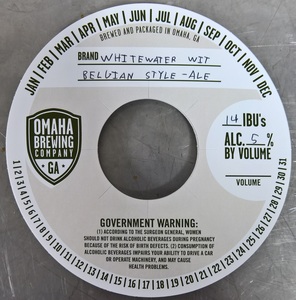 JAN | FEB | MAR | APR | MAY | JUN | JUL | AUG | SEP | OCT | NOV | DEC
BREWED AND PACKAGED IN OMAHA, GA
BRAND WHITEWATER WIT
BELGIAN STYLE-ALE
14 IBU's
ALC. 5 %
BY VOLUME
VOLUME
OMAHA
BREWING
COMPANY
GA
GOVERNMENT WARNING:
(1) ACCORDING TO THE SURGEON GENERAL, WOMEN
SHOULD NOT DRINK ALCOHOLIC BEVERAGES DURING PREGNANCY
BECAUSE OF THE RISK OF BIRTH DEFECTS. (2) CONSUMPTION OF
ALCOHOLIC BEVERAGES IMPAIRS YOUR ABILITY TO DRIVE A CAR
OR OPERATE MACHINERY, AND MAY CAUSE
HEALTH PROBLEMS.
1 | 2 | 3 | 4 | 5 | 6 | 7 | 8 | 9 | 10 | 11 | 12 | 13 | 14 | 15 | 16 | 17 | 18 | 19 | 20 | 21 | 22 | 23 | 24 | 25 | 26 | 27 | 28 | 29 | 30 | 31